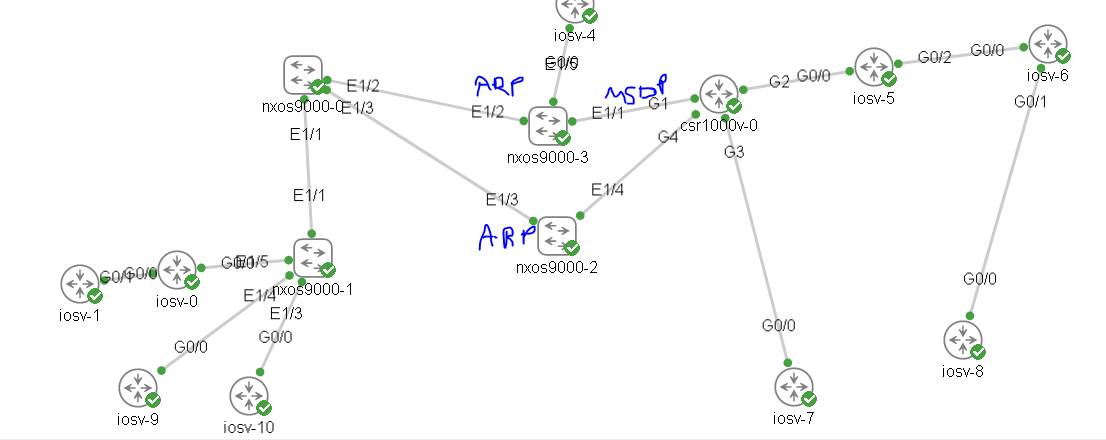 iosv-4
G0/0
E1/5
nxos9000-0
E1/2
E1/3
E1/1
ARP
E1/2
nxos9000-3
E1/1
MSDP
G1
csr1000v-0
G2
G0/0
iosv-5
G0/2
G0/0
iosv-6
G0/1
G4
G3
E1/3
E1/4
ARP
nxos9000-2
E1/1
nxos9000-1
G0/1
G0/0
G0/0
E1/5
iosv-1
iosv-0
E1/4
E1/3
G0/0
G0/0
iosv-9
iosv-10
G0/0
iosv-7
G0/0
iosv-8